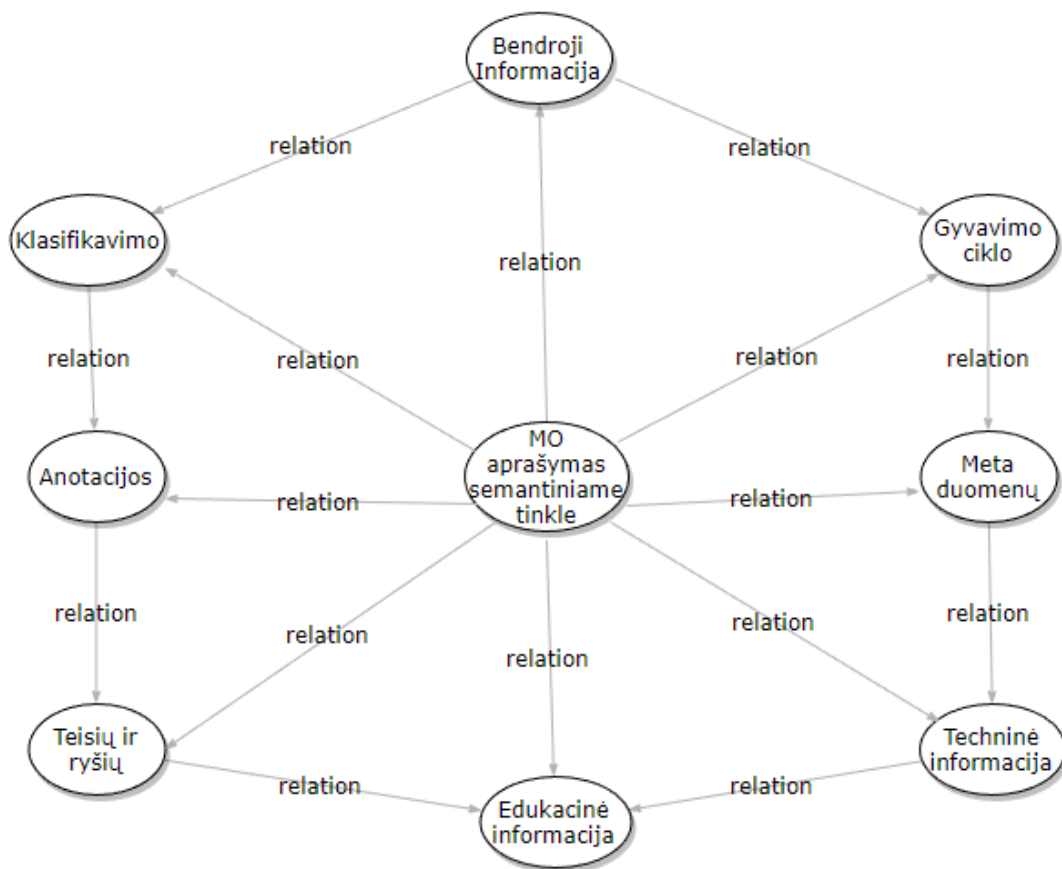 Bendroji
Informacija
relation
relation
Klasifikavimo
Gyvavimo
ciklo
relation
relation
relation
relation
relation
Anotacijos
MO
aprašymas
semantiniame
tinkle
Meta
duomenų
relation
relation
relation
relation
relation
relation
relation
Teisių ir
ryšių
Techninė
informacija
relation
relation
Edukacinė
informacija